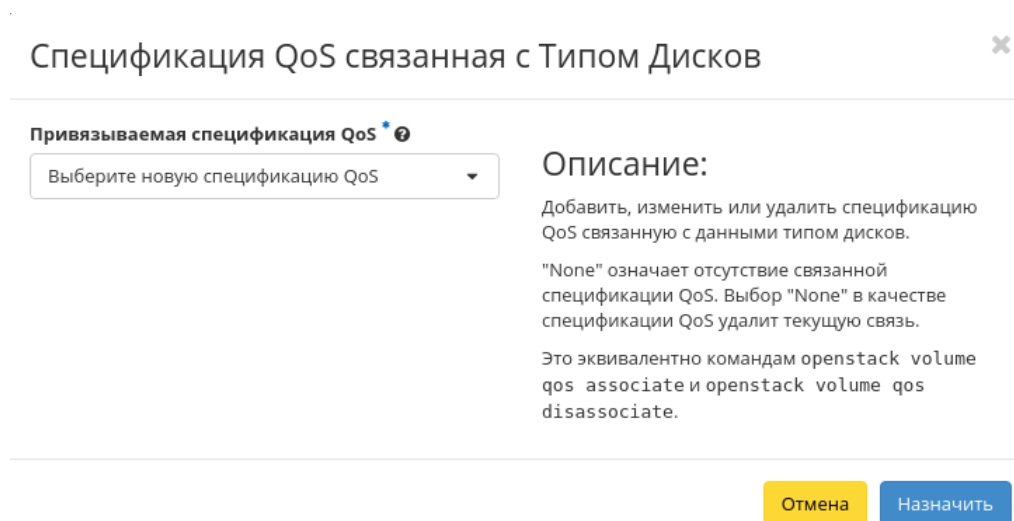 Спецификация QoS связанная с Типом Дисков
×
Привязываемая спецификация QoS *
Выберите новую спецификацию QoS
Описание:
Добавить, изменить или удалить спецификацию
QoS связанную с данными типом дисков.
"None" означает отсутствие связанной
спецификации QoS. Выбор "None" в качестве
спецификации QoS удалит текущую связь.
Это эквивалентно командам openstack volume
qos associate и openstack volume qos
disassociate.
Отмена
Назначить